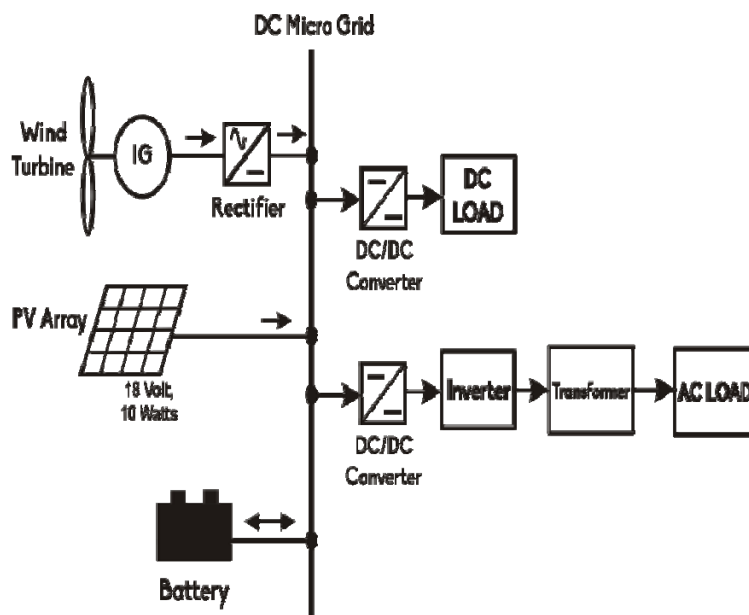 DC Micro Grid
Wind
Turbine
IG
Rectifier
DC
LOAD
DC/DC
Converter
PV Array
18 Volt,
10 Watts
Inverter
Transformer
AC LOAD
DC/DC
Converter
Battery